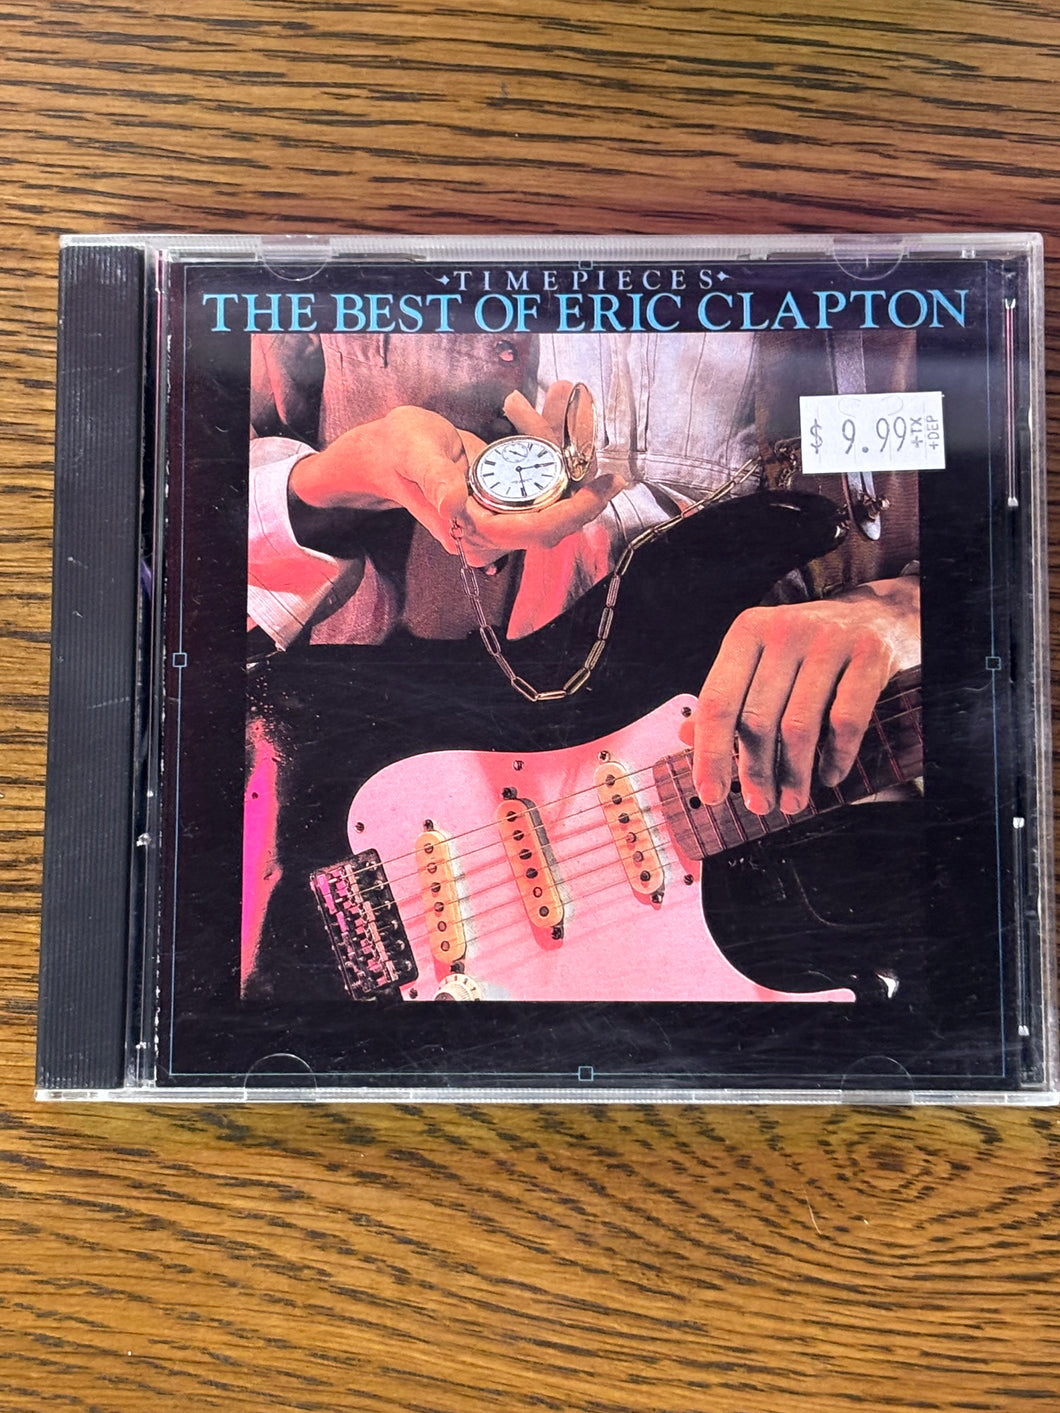 TIMEPIECES
THE BEST OF ERIC CLAPTON
$ 9.99 +TX
+DEP